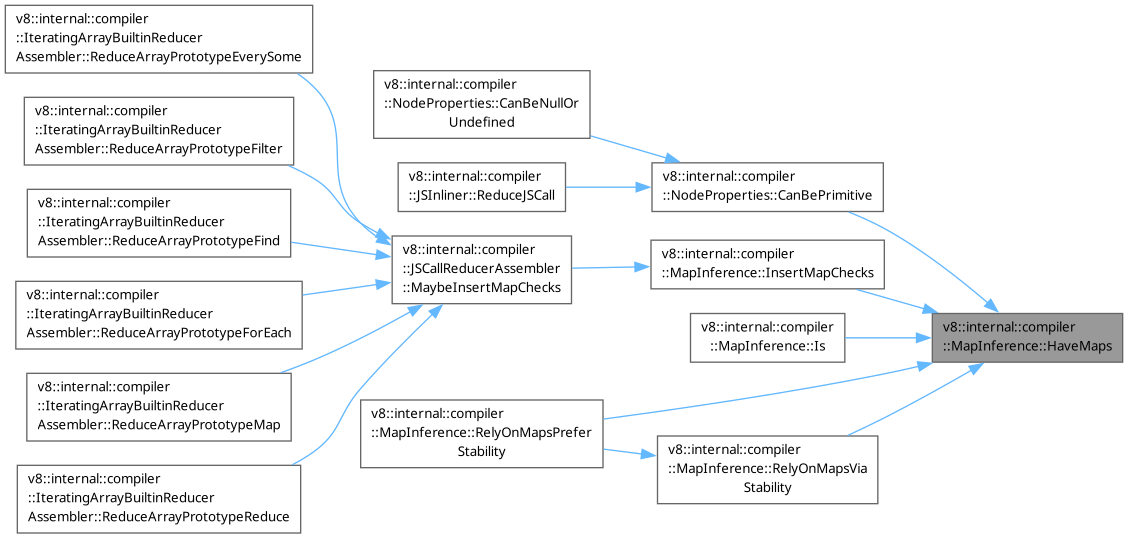 v8::internal::compiler
::IteratingArrayBuiltinReducer
Assembler::ReduceArrayPrototypeEverySome
v8::internal::compiler
::IteratingArrayBuiltinReducer
Assembler::ReduceArrayPrototypeFilter
v8::internal::compiler
::IteratingArrayBuiltinReducer
Assembler::ReduceArrayPrototypeFind
v8::internal::compiler
::IteratingArrayBuiltinReducer
Assembler::ReduceArrayPrototypeForEach
v8::internal::compiler
::IteratingArrayBuiltinReducer
Assembler::ReduceArrayPrototypeMap
v8::internal::compiler
::IteratingArrayBuiltinReducer
Assembler::ReduceArrayPrototypeReduce
v8::internal::compiler
::NodeProperties::CanBeNullOr
Undefined
v8::internal::compiler
::JSInliner::ReduceJSCall
v8::internal::compiler
::JSCallReducerAssembler
::MaybeInsertMapChecks
v8::internal::compiler
::MapInference::RelyOnMapsPrefer
Stability
v8::internal::compiler
::NodeProperties::CanBePrimitive
v8::internal::compiler
::MapInference::InsertMapChecks
v8::internal::compiler
::MapInference::Is
v8::internal::compiler
::MapInference::RelyOnMapsVia
Stability
v8::internal::compiler
::MapInference::HaveMaps